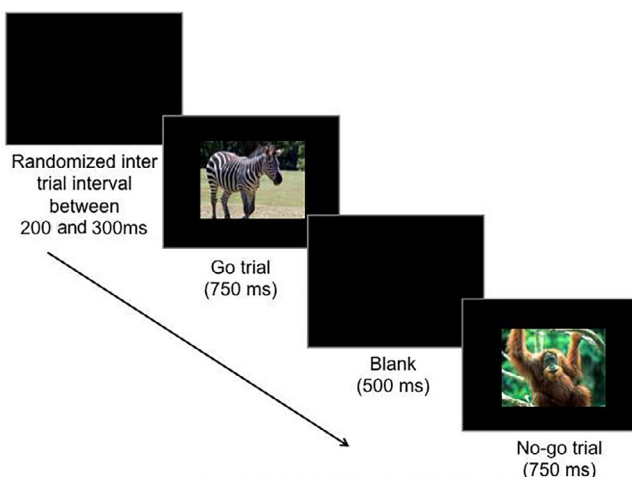 Randomized inter
trial interval
between
200 and 300ms
Go trial
(750 ms)
Blank
(500 ms)
No-go trial
(750 ms)